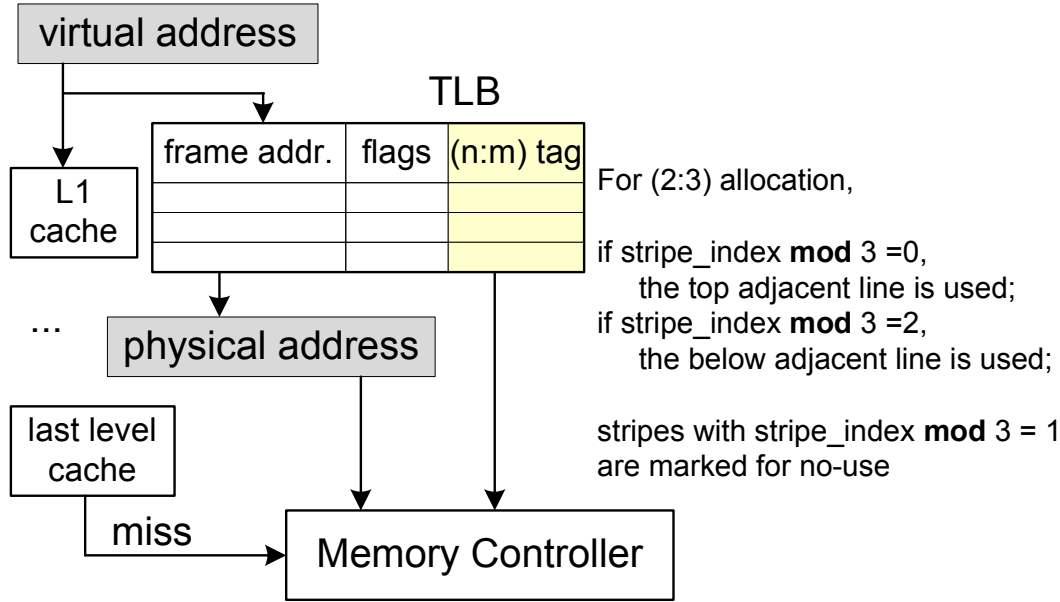 virtual address
TLB
frame addr. flags (n:m) tag
L1
cache
...
physical address
last level
cache
miss
Memory Controller
For (2:3) allocation,
if stripe_index mod 3 =0,
the top adjacent line is used;
if stripe_index mod 3 =2,
the below adjacent line is used;
stripes with stripe_index mod 3 = 1
are marked for no-use